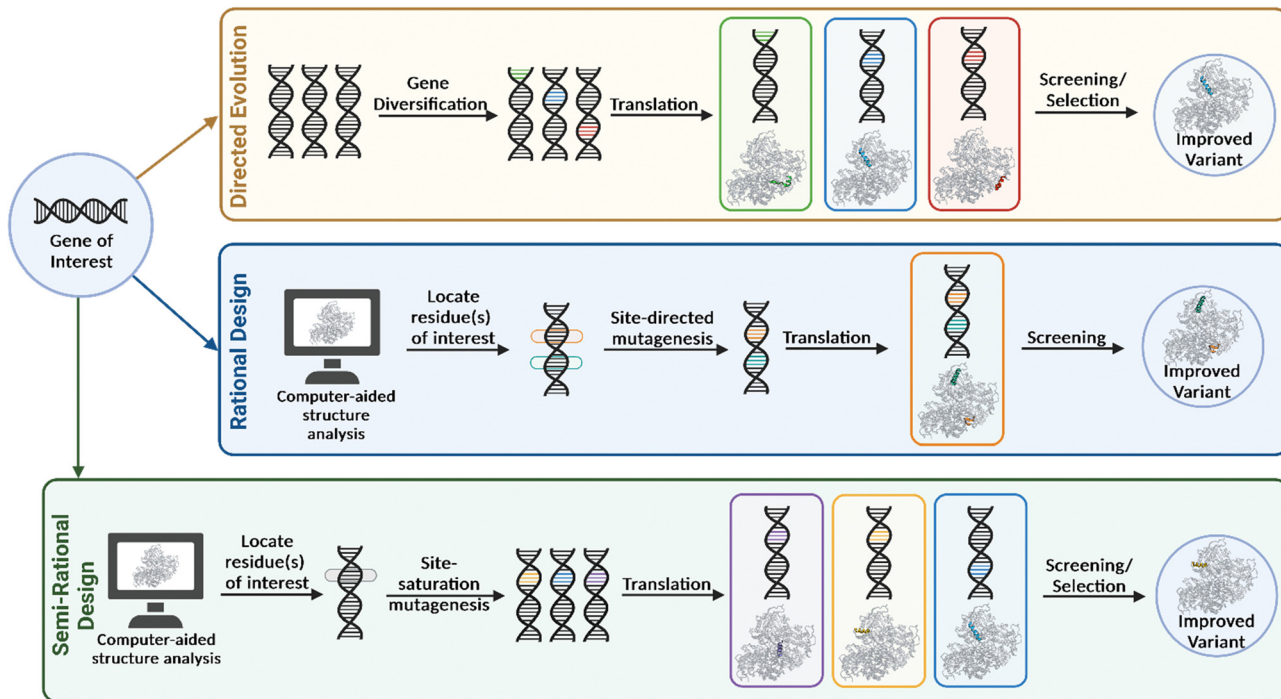 Directed Evolution
Gene
Diversification
Translation
Screening/
Selection
Improved
Variant
Gene of
Interest
Rational Design
Computer-aided
structure
analysis
Locate
residue(s)
of interest
Site-directed
mutagenesis
Translation
Screening
Improved
Variant
Semi-Rational
Design
Computer-aided
structure analysis
Locate
residue(s)
of interest
Site-
saturation
mutagenesis
Translation
Screening/
Selection
Improved
Variant